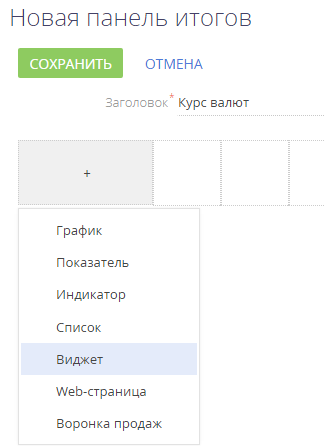 Новая панель итогов
СОХРАНИТЬ ОТМЕНА
Заголовок* Курс валют
+
График
Показатель
Индикатор
Список
Виджет
Web-страница
Воронка продаж